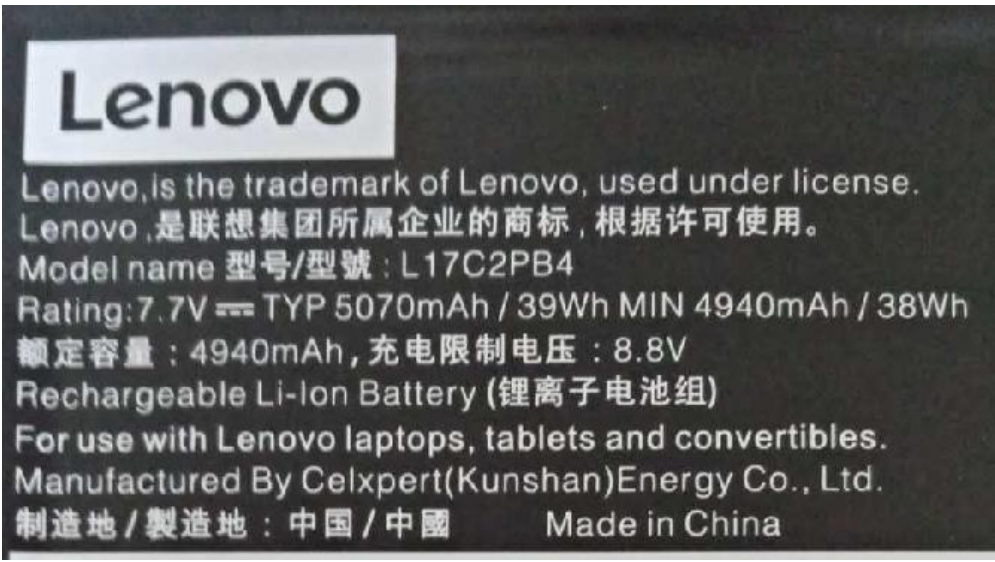 Lenovo
Lenovo,is the trademark of Lenovo, used under license.
Lenovo ,是联想集团所属企业的商标,根据许可使用。
Model name 型号/型號 : L17C2PB4
Rating:7.7V ⎓ TYP 5070mAh / 39Wh MIN 4940mAh / 38Wh
额定容量 : 4940mAh,充电限制电压 : 8.8V
Rechargeable Li-Ion Battery (锂离子电池组)
For use with Lenovo laptops, tablets and convertibles.
Manufactured By Celxpert(Kunshan)Energy Co., Ltd.
制造地/製造地 : 中国/中國 Made in China